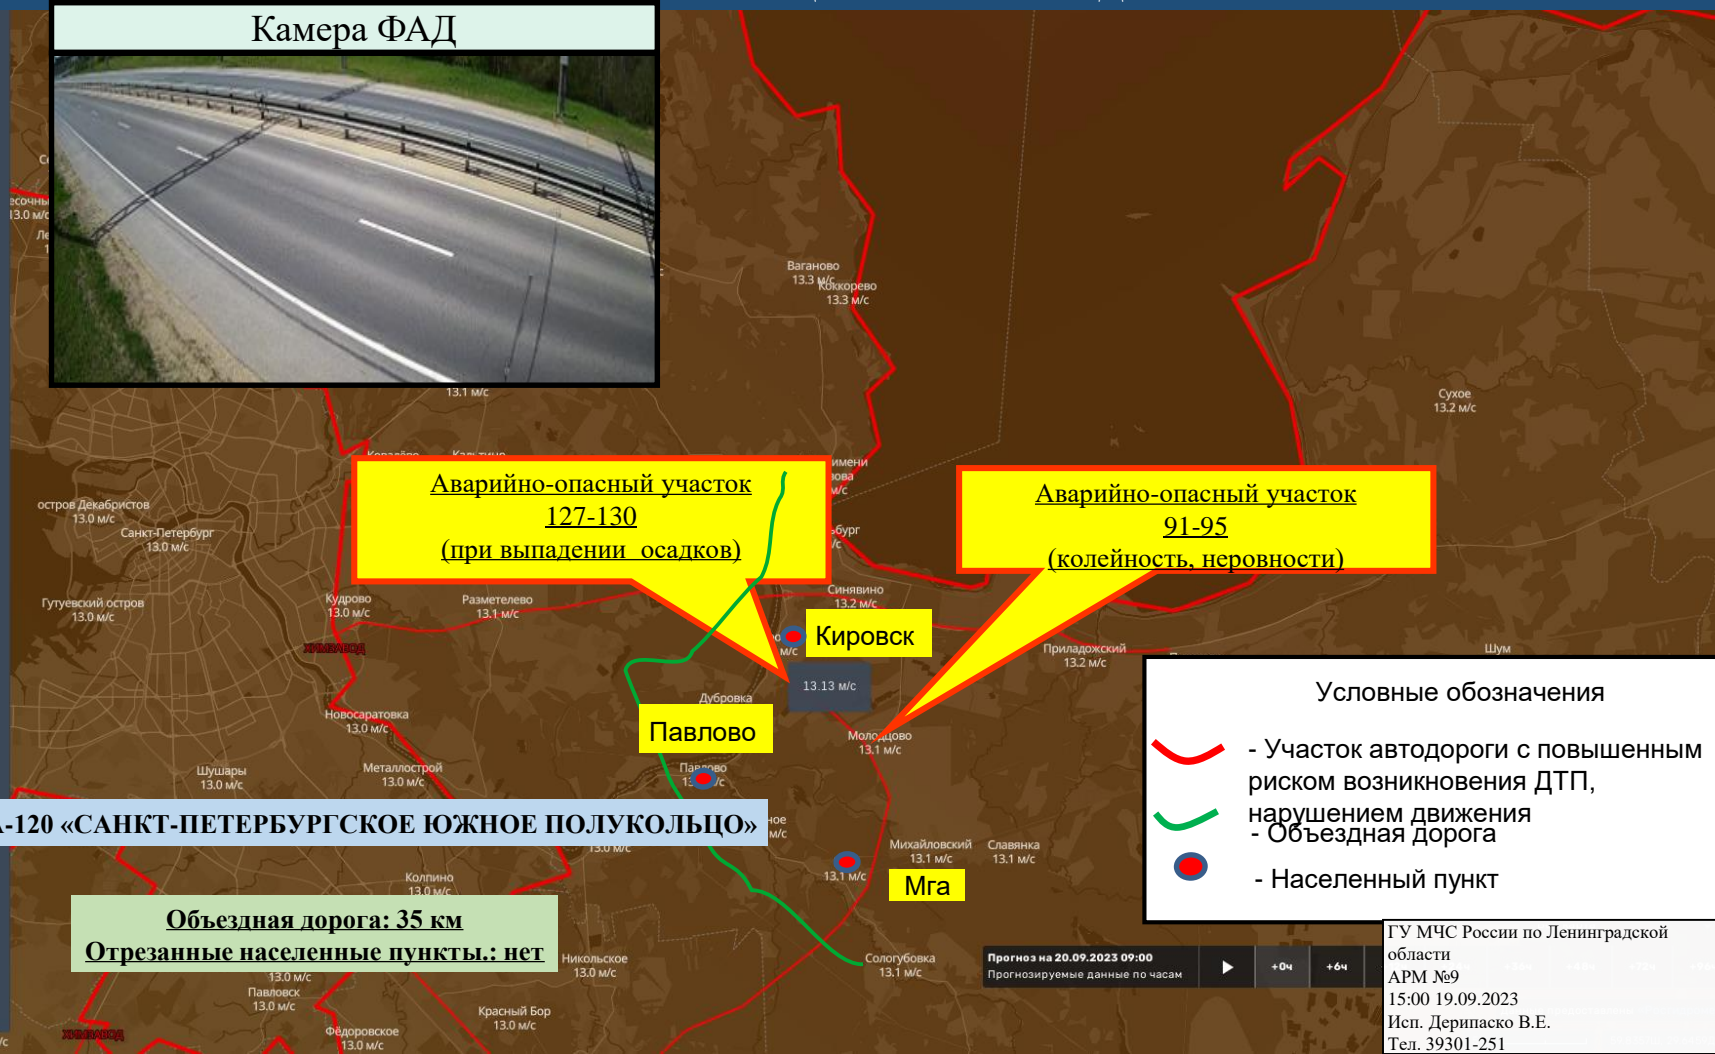 Камера ФАД
13.0 м/с
13.1 м/с
Ваганово
13.3 м/с
Коккорево
13.3 м/с
Сухое
13.2 м/с
имени
Аварийно-опасный участок
127-130
(при выпадении осадков)
Аварийно-опасный участок
91-95
(колейность, неровности)
остров Декабристов
13.0 м/с
Санкт-Петербург
13.0 м/с
Гутуевский остров
13.0 м/с
Кудрово
13.0 м/с
Разметелево
13.1 м/с
Синявино
13.2 м/с
Кировск
ХИМЗАВОД
Приладожский
13.2 м/с
Шум
13.13 м/с
Дубровка
Новосаратовка
13.0 м/с
Павлово
Молодцово
13.1 м/с
Шушары
13.0 м/с
Металлострой
13.0 м/с
Павлово
А-120 «САНКТ-ПЕТЕРБУРГСКОЕ ЮЖНОЕ ПОЛУКОЛЬЦО»
13.0 м/с
Михайловский
13.1 м/с
Славянка
13.1 м/с
Колпино
13.0 м/с
13.1 м/с
Мга
Объездная дорога: 35 км
Отрезанные населенные пункты.: нет
13.0 м/с
Никольское
13.0 м/с
Сологубовка
13.1 м/с
Павловск
13.0 м/с
Красный Бор
13.0 м/с
Фёдоровское
13.0 м/с
ХИМЗАВОД
Прогноз на 20.09.2023 09:00
Прогнозируемые данные по часам
+0ч
+6ч
Условные обозначения
- Участок автодороги с повышенным
риском возникновения ДТП,
нарушением движения
- Объездная дорога
- Населенный пункт
ГУ МЧС России по Ленинградской
области
АРМ №9
15:00 19.09.2023
Исп. Дерипаско В.Е.
Тел. 39301-251